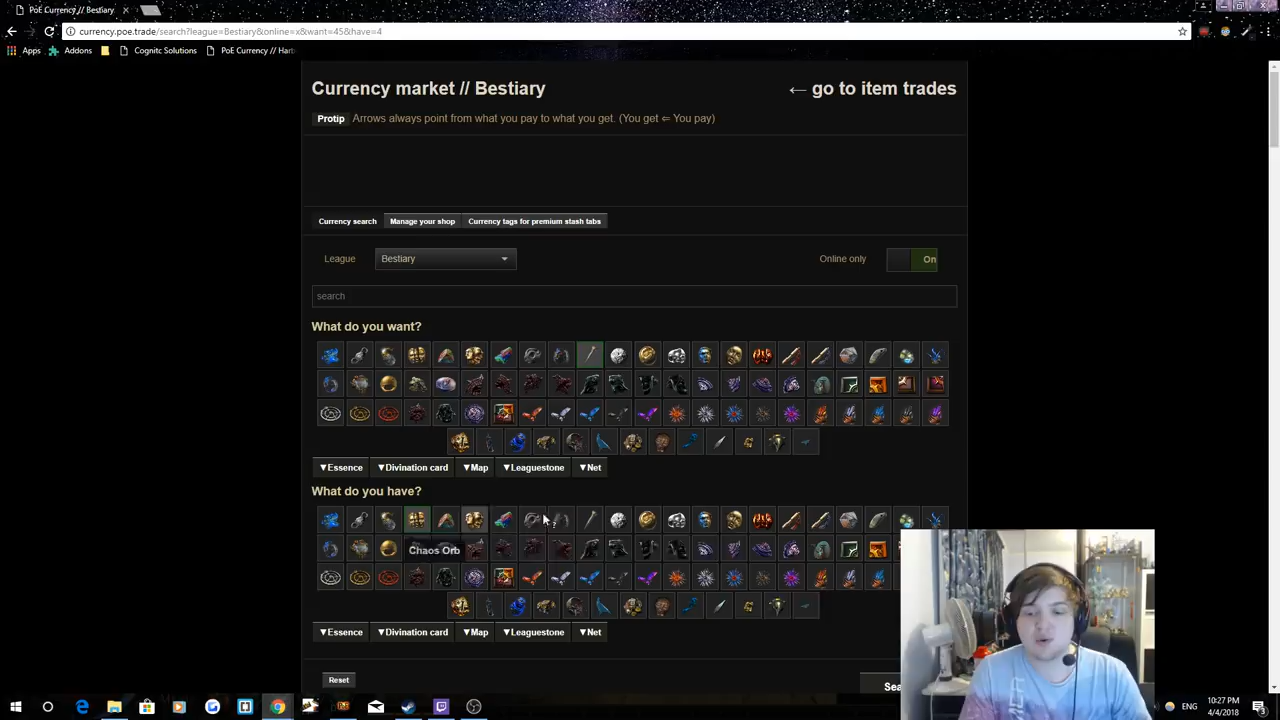 PoE Currency // Bestiary
currency.poe.trade/search?league=Bestiary&online=x&want=45&have=4
Apps
Addons
Cognitc Solutions
PoE Currency // Hart
Currency market // Bestiary
← go to item trades
Protip
Arrows always point from what you pay to what you get. (You get ⇐ You pay)
Currency search
Manage your shop
Currency tags for premium stash tabs
League
Bestiary
Online only
On
search
What do you want?
▼Essence
▼Divination card
▼Map
▼Leaguestone
▼Net
What do you have?
Chaos Orb
▼Essence
▼Divination card
▼Map
▼Leaguestone
▼Net
Reset
Sea
ENG
10:27 PM
4/4/2018